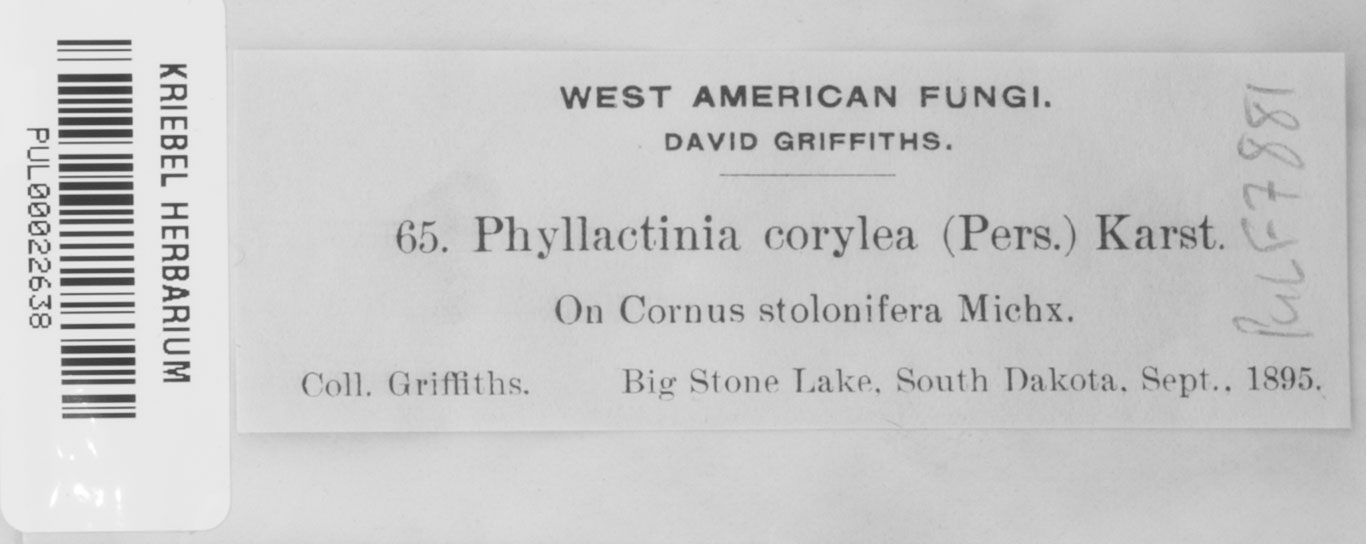 KRIEBEL HERBARIUM
PUL00022638
WEST AMERICAN FUNGI.
DAVID GRIFFITHS.
65. Phyllactinia corylea (Pers.) Karst.
On Cornus stolonifera Michx.
Coll. Griffiths. Big Stone Lake, South Dakota, Sept., 1895.
PULF7881